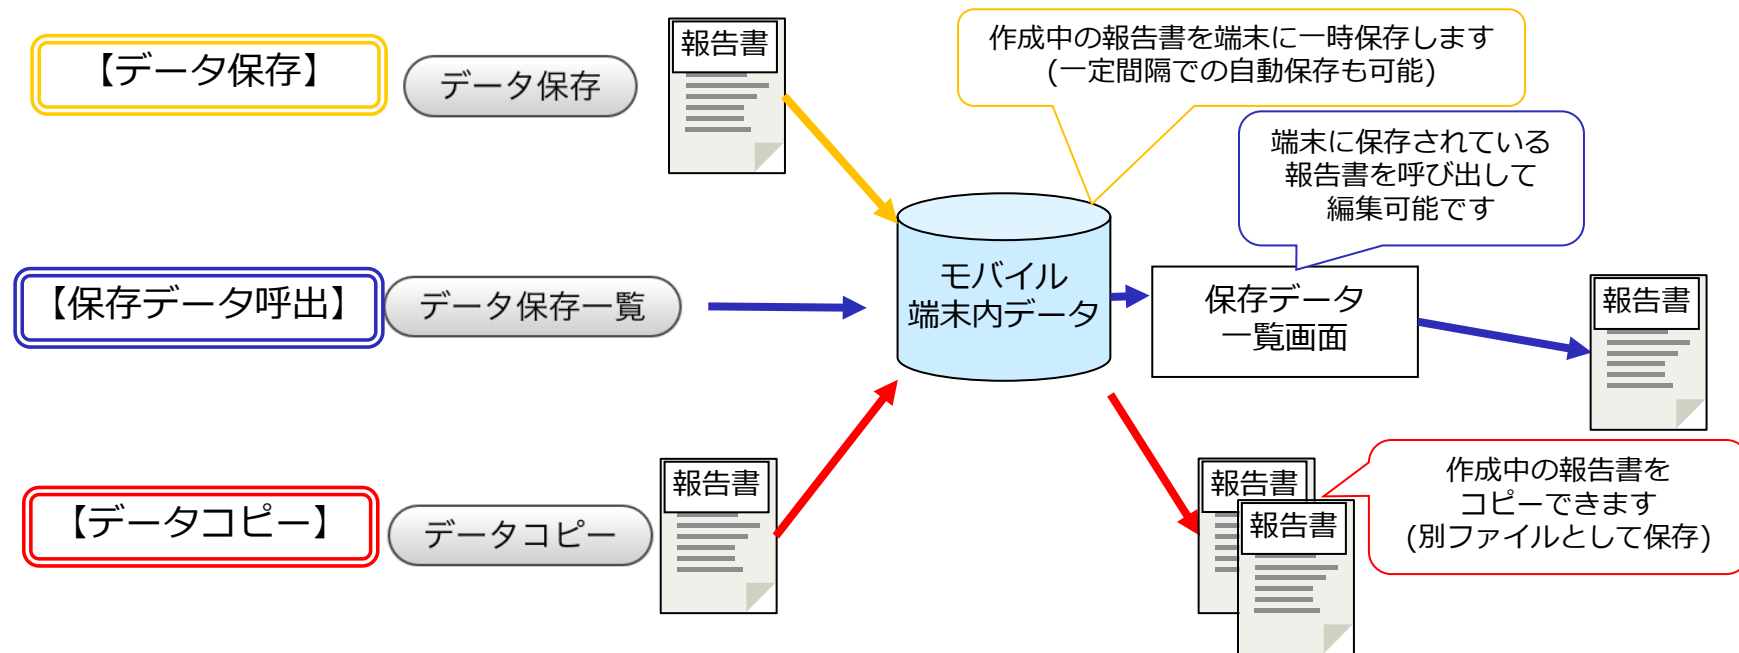 【データ保存】
データ保存
報告書
作成中の報告書を端末に一時保存します
(一定間隔での自動保存も可能)
端末に保存されている
報告書を呼び出して
編集可能です
【保存データ呼出】
データ保存一覧
モバイル
端末内データ
保存データ
一覧画面
報告書
【データコピー】
データコピー
報告書
報告書
報告書
作成中の報告書を
コピーできます
(別ファイルとして保存)